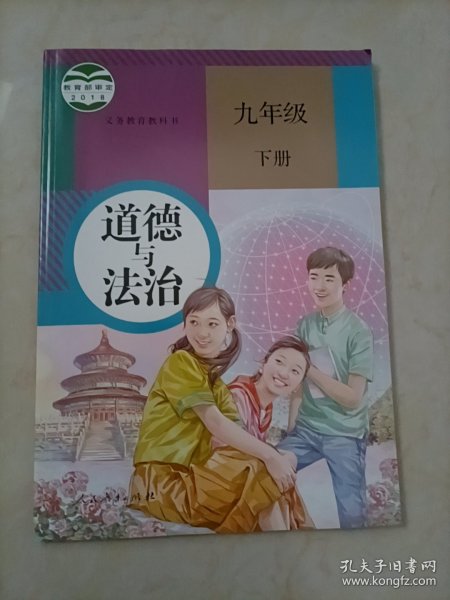 教育部审定
2018
义务教育教科书
九年级
下册
道德
与
法治
人民教育出版社
孔夫子旧书网
www.kongfz.com